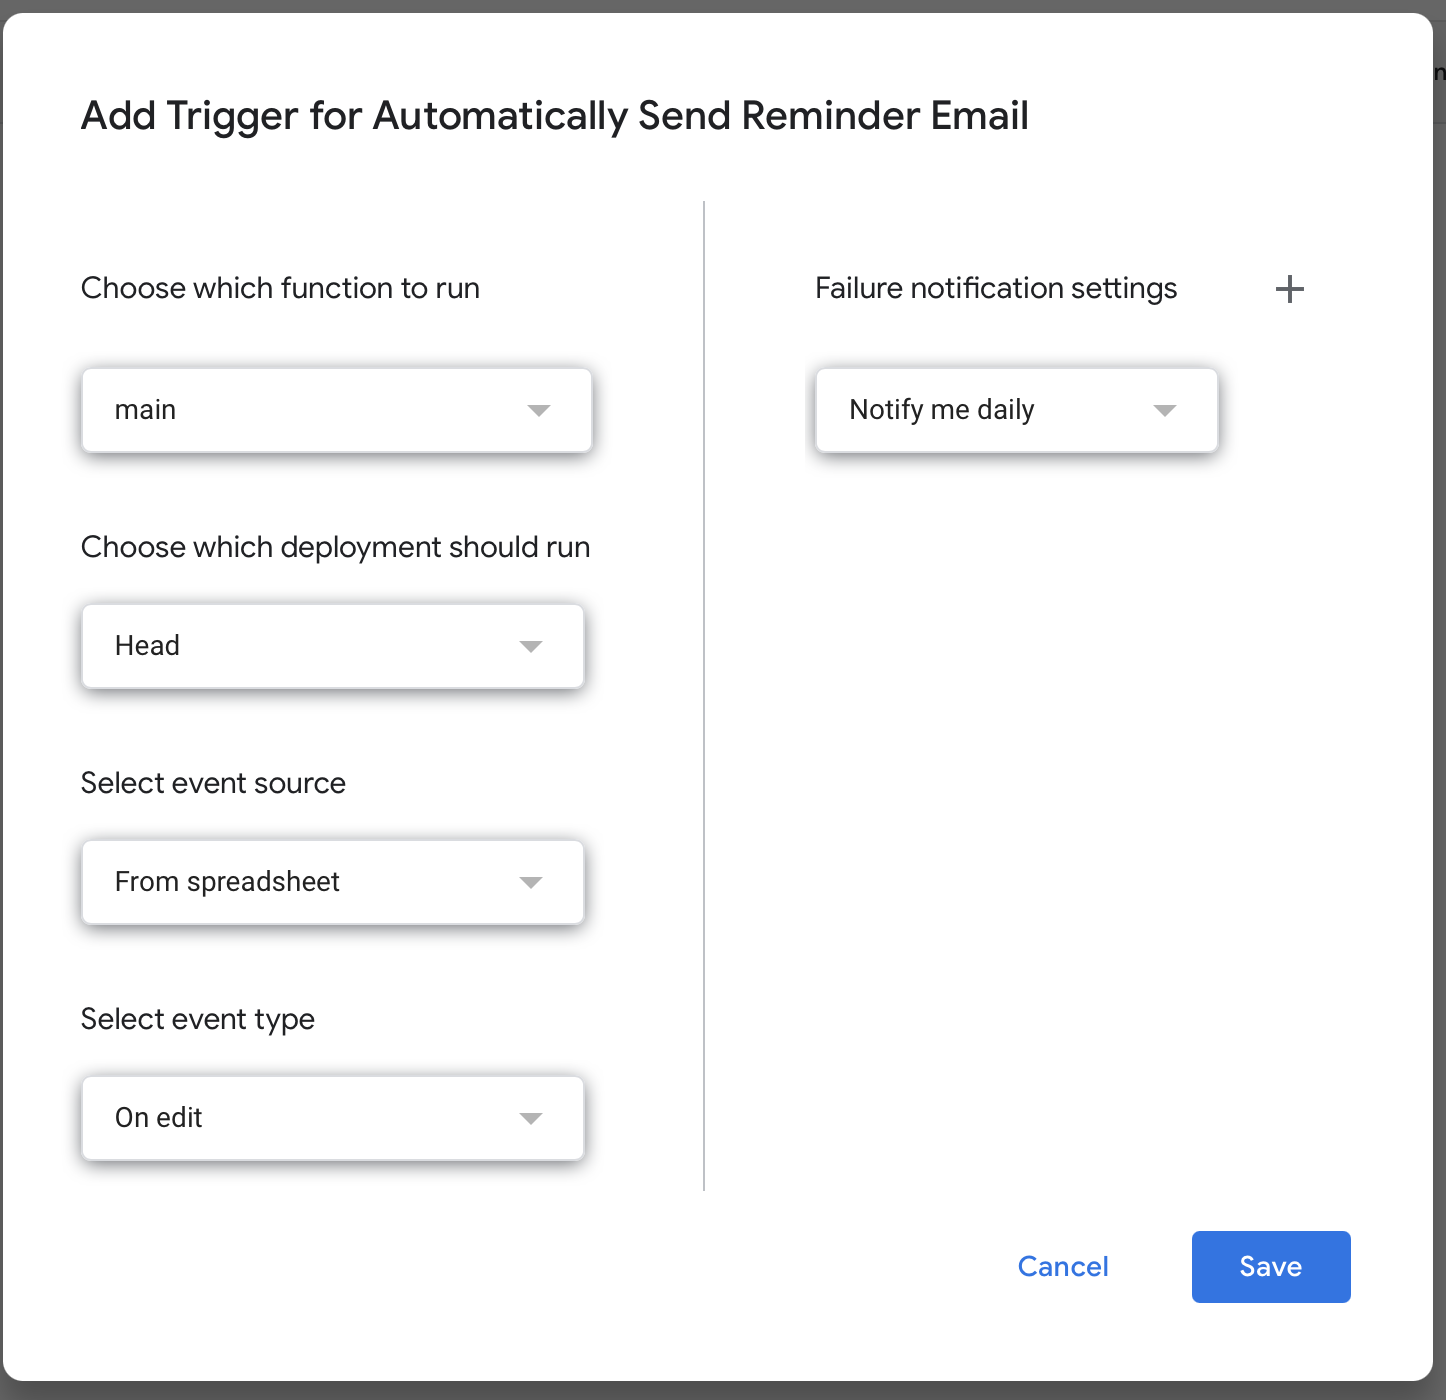 Add Trigger for Automatically Send Reminder Email
Choose which function to run
main
Choose which deployment should run
Head
Select event source
From spreadsheet
Select event type
On edit
Failure notification settings
Notify me daily
Cancel
Save